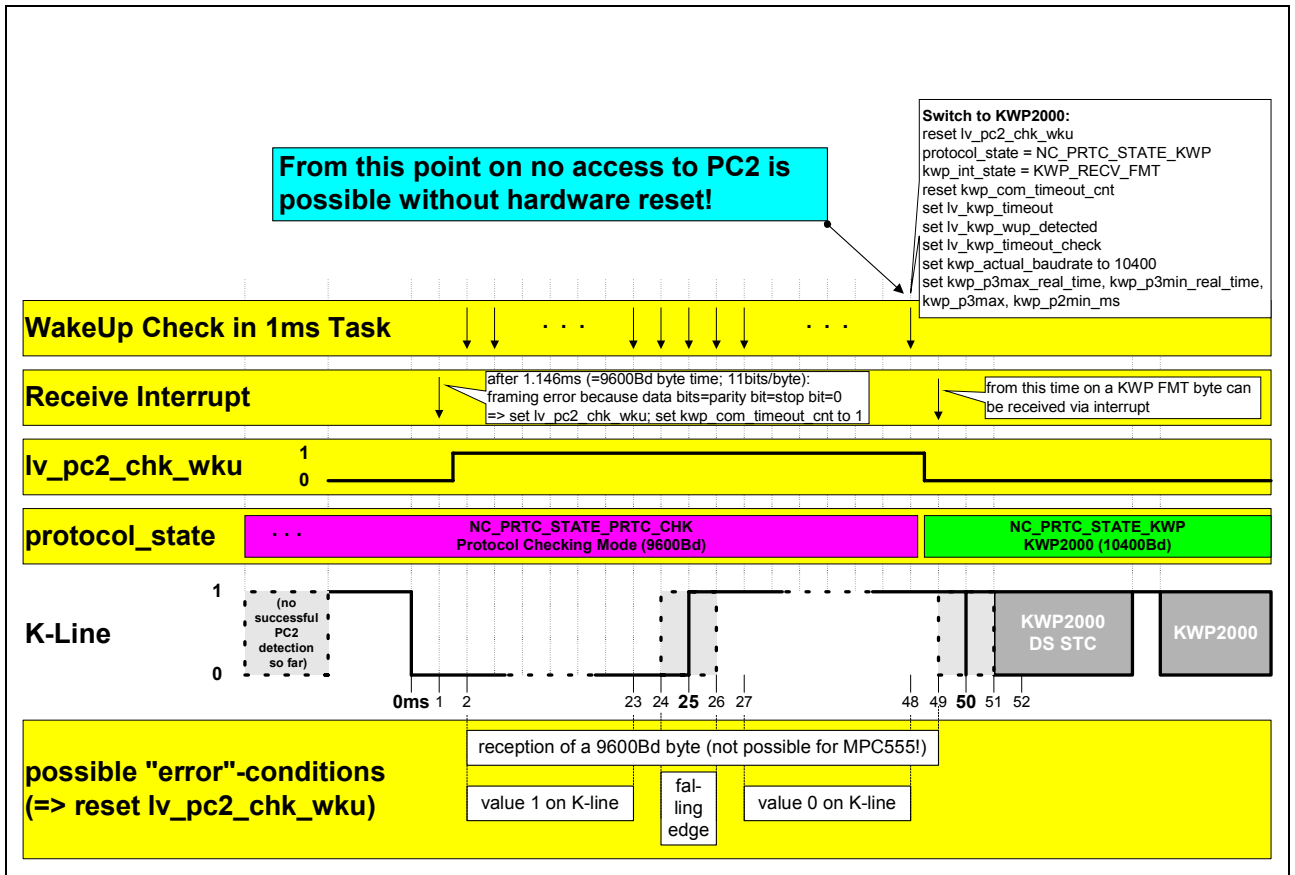 Switch to KWP2000:
reset lv_pc2_chk_wku
protocol_state = NC_PRTC_STATE_KWP
kwp_int_state = KWP_RECV_FMT
reset kwp_com_timeout_cnt
set lv_kwp_timeout
set lv_kwp_wup_detected
set lv_kwp_timeout_check
set kwp_actual_baudrate to 10400
set kwp_p3max_real_time, kwp_p3min_real_time,
kwp_p3max, kwp_p2min_ms
From this point on no access to PC2 is
possible without hardware reset!
WakeUp Check in 1ms Task
. . .
. . .
Receive Interrupt
after 1.146ms (=9600Bd byte time; 11bits/byte):
framing error because data bits=parity bit=stop bit=0
=> set lv_pc2_chk_wku; set kwp_com_timeout_cnt to 1
from this time on a KWP FMT byte can
be received via interrupt
lv_pc2_chk_wku
1
0
protocol_state
. . .
NC_PRTC_STATE_PRTC_CHK
Protocol Checking Mode (9600Bd)
NC_PRTC_STATE_KWP
KWP2000 (10400Bd)
K-Line
1
0
(no
successful
PC2
detection
so far)
KWP2000
DS STC
KWP2000
0ms 1 2 23 24 25 26 27 48 49 50 51 52
possible "error"-conditions
(=> reset lv_pc2_chk_wku)
reception of a 9600Bd byte (not possible for MPC555!)
value 1 on K-line
fal-
ling
edge
value 0 on K-line